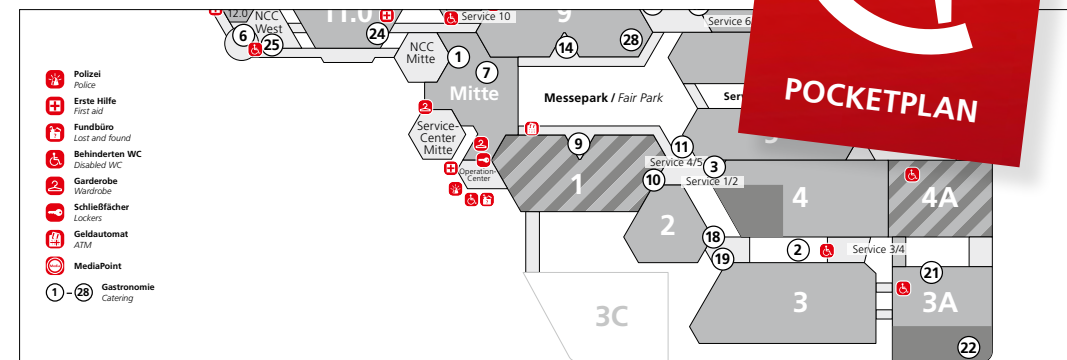 12.0
NCC
West
6
25
11.0
24
Service 10
9
14
28
Service 6
NCC
Mitte
1
7
Mitte
Messepark / Fair Park
Ser
POCKETPLAN
Polizei
Police
Erste Hilfe
First aid
Fundbüro
Lost and found
Behinderten WC
Disabled WC
Garderobe
Wardrobe
Schließfächer
Lockers
Geldautomat
ATM
MediaPoint
1 – 28
Gastronomie
Catering
Service-
Center
Mitte
Operation-
Center
9
1
11
Service 4/5
3
10
Service 1/2
2
4
4A
18
19
2
Service 3/4
3
21
3A
22
3C